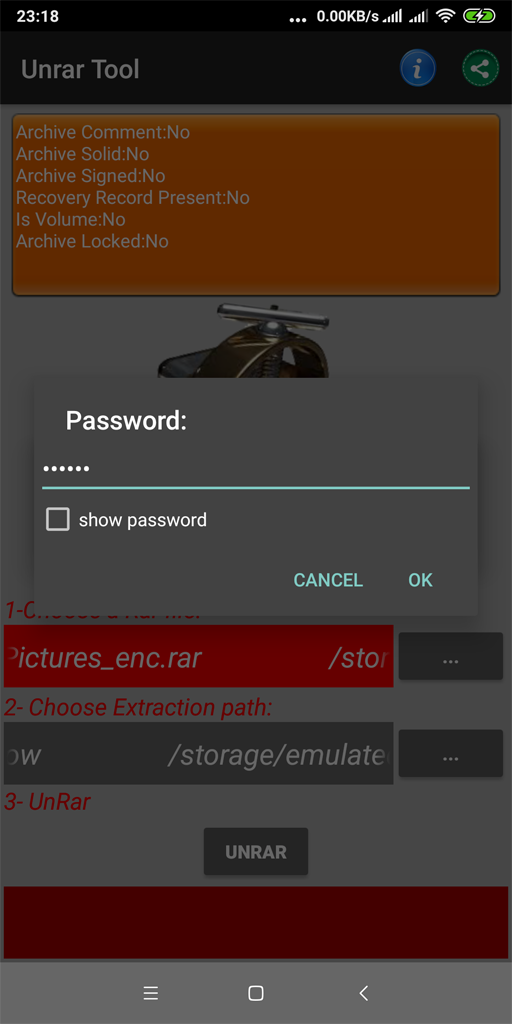 23:18
... 0.00KB/s
Unrar Tool
Archive Comment:No
Archive Solid:No
Archive Signed:No
Recovery Record Present:No
Is Volume:No
Archive Locked:No
Password:
••••••
show password
CANCEL OK
Pictures_enc.rar /stor
...
2- Choose Extraction path:
ow /storage/emulate
...
3- UnRar
UNRAR